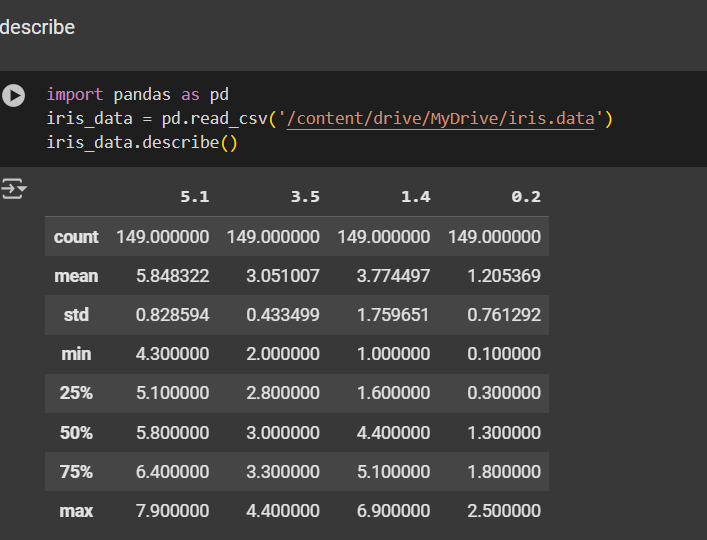 describe
import pandas as pd
iris_data = pd.read_csv('/content/drive/MyDrive/iris.data')
iris_data.describe()
5.1 3.5 1.4 0.2
count 149.000000 149.000000 149.000000 149.000000
mean 5.848322 3.051007 3.774497 1.205369
std 0.828594 0.433499 1.759651 0.761292
min 4.300000 2.000000 1.000000 0.100000
25% 5.100000 2.800000 1.600000 0.300000
50% 5.800000 3.000000 4.400000 1.300000
75% 6.400000 3.300000 5.100000 1.800000
max 7.900000 4.400000 6.900000 2.500000